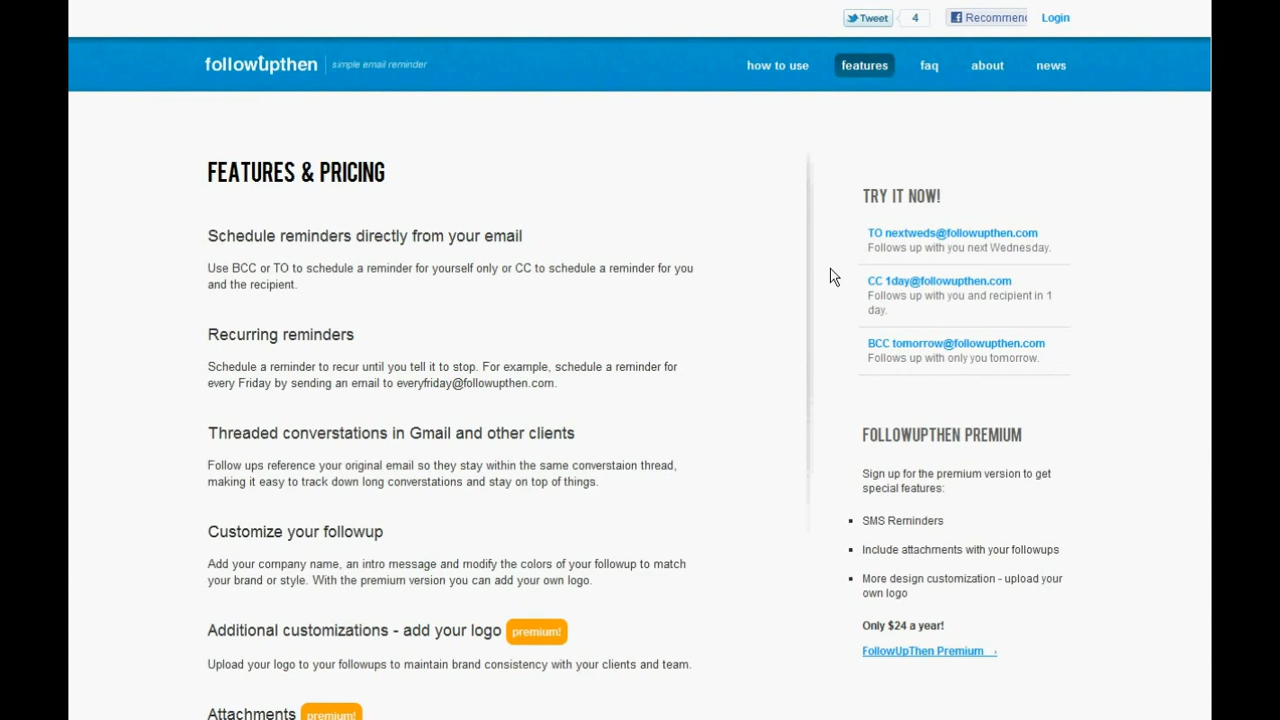 Tweet
4
Recommend
Login
followupthen
simple email reminder
how to use
features
faq
about
news
FEATURES & PRICING
Schedule reminders directly from your email
Use BCC or TO to schedule a reminder for yourself only or CC to schedule a reminder for you
and the recipient.
Recurring reminders
Schedule a reminder to recur until you tell it to stop. For example, schedule a reminder for
every Friday by sending an email to everyfriday@followupthen.com.
Threaded converstations in Gmail and other clients
Follow ups reference your original email so they stay within the same converstaion thread,
making it easy to track down long converstations and stay on top of things.
Customize your followup
Add your company name, an intro message and modify the colors of your followup to match
your brand or style. With the premium version you can add your own logo.
Additional customizations - add your logo premium!
Upload your logo to your followups to maintain brand consistency with your clients and team.
Attachments premium!
TRY IT NOW!
TO nextweds@followupthen.com
Follows up with you next Wednesday.
CC 1day@followupthen.com
Follows up with you and recipient in 1
day.
BCC tomorrow@followupthen.com
Follows up with only you tomorrow.
FOLLOWUPTHEN PREMIUM
Sign up for the premium version to get
special features:
SMS Reminders
Include attachments with your followups
More design customization - upload your
own logo
Only $24 a year!
FollowUpThen Premium →